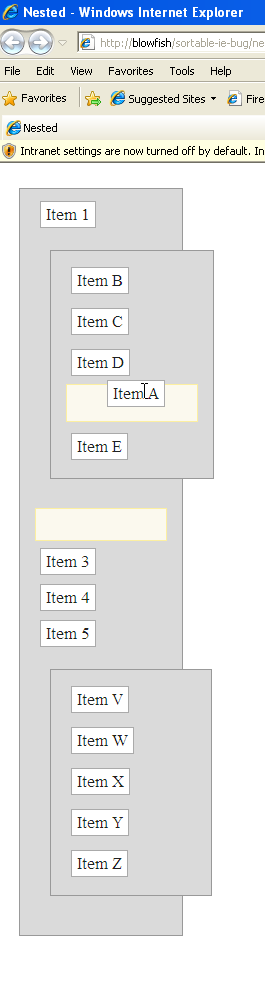 Nested - Windows Internet Explorer
http://blowfish/sortable-ie-bug/ne
File Edit View Favorites Tools Help
Favorites Suggested Sites Fire
Nested
Intranet settings are now turned off by default. In
Item 1
Item B
Item C
Item D
Item A
Item E
Item 3
Item 4
Item 5
Item V
Item W
Item X
Item Y
Item Z